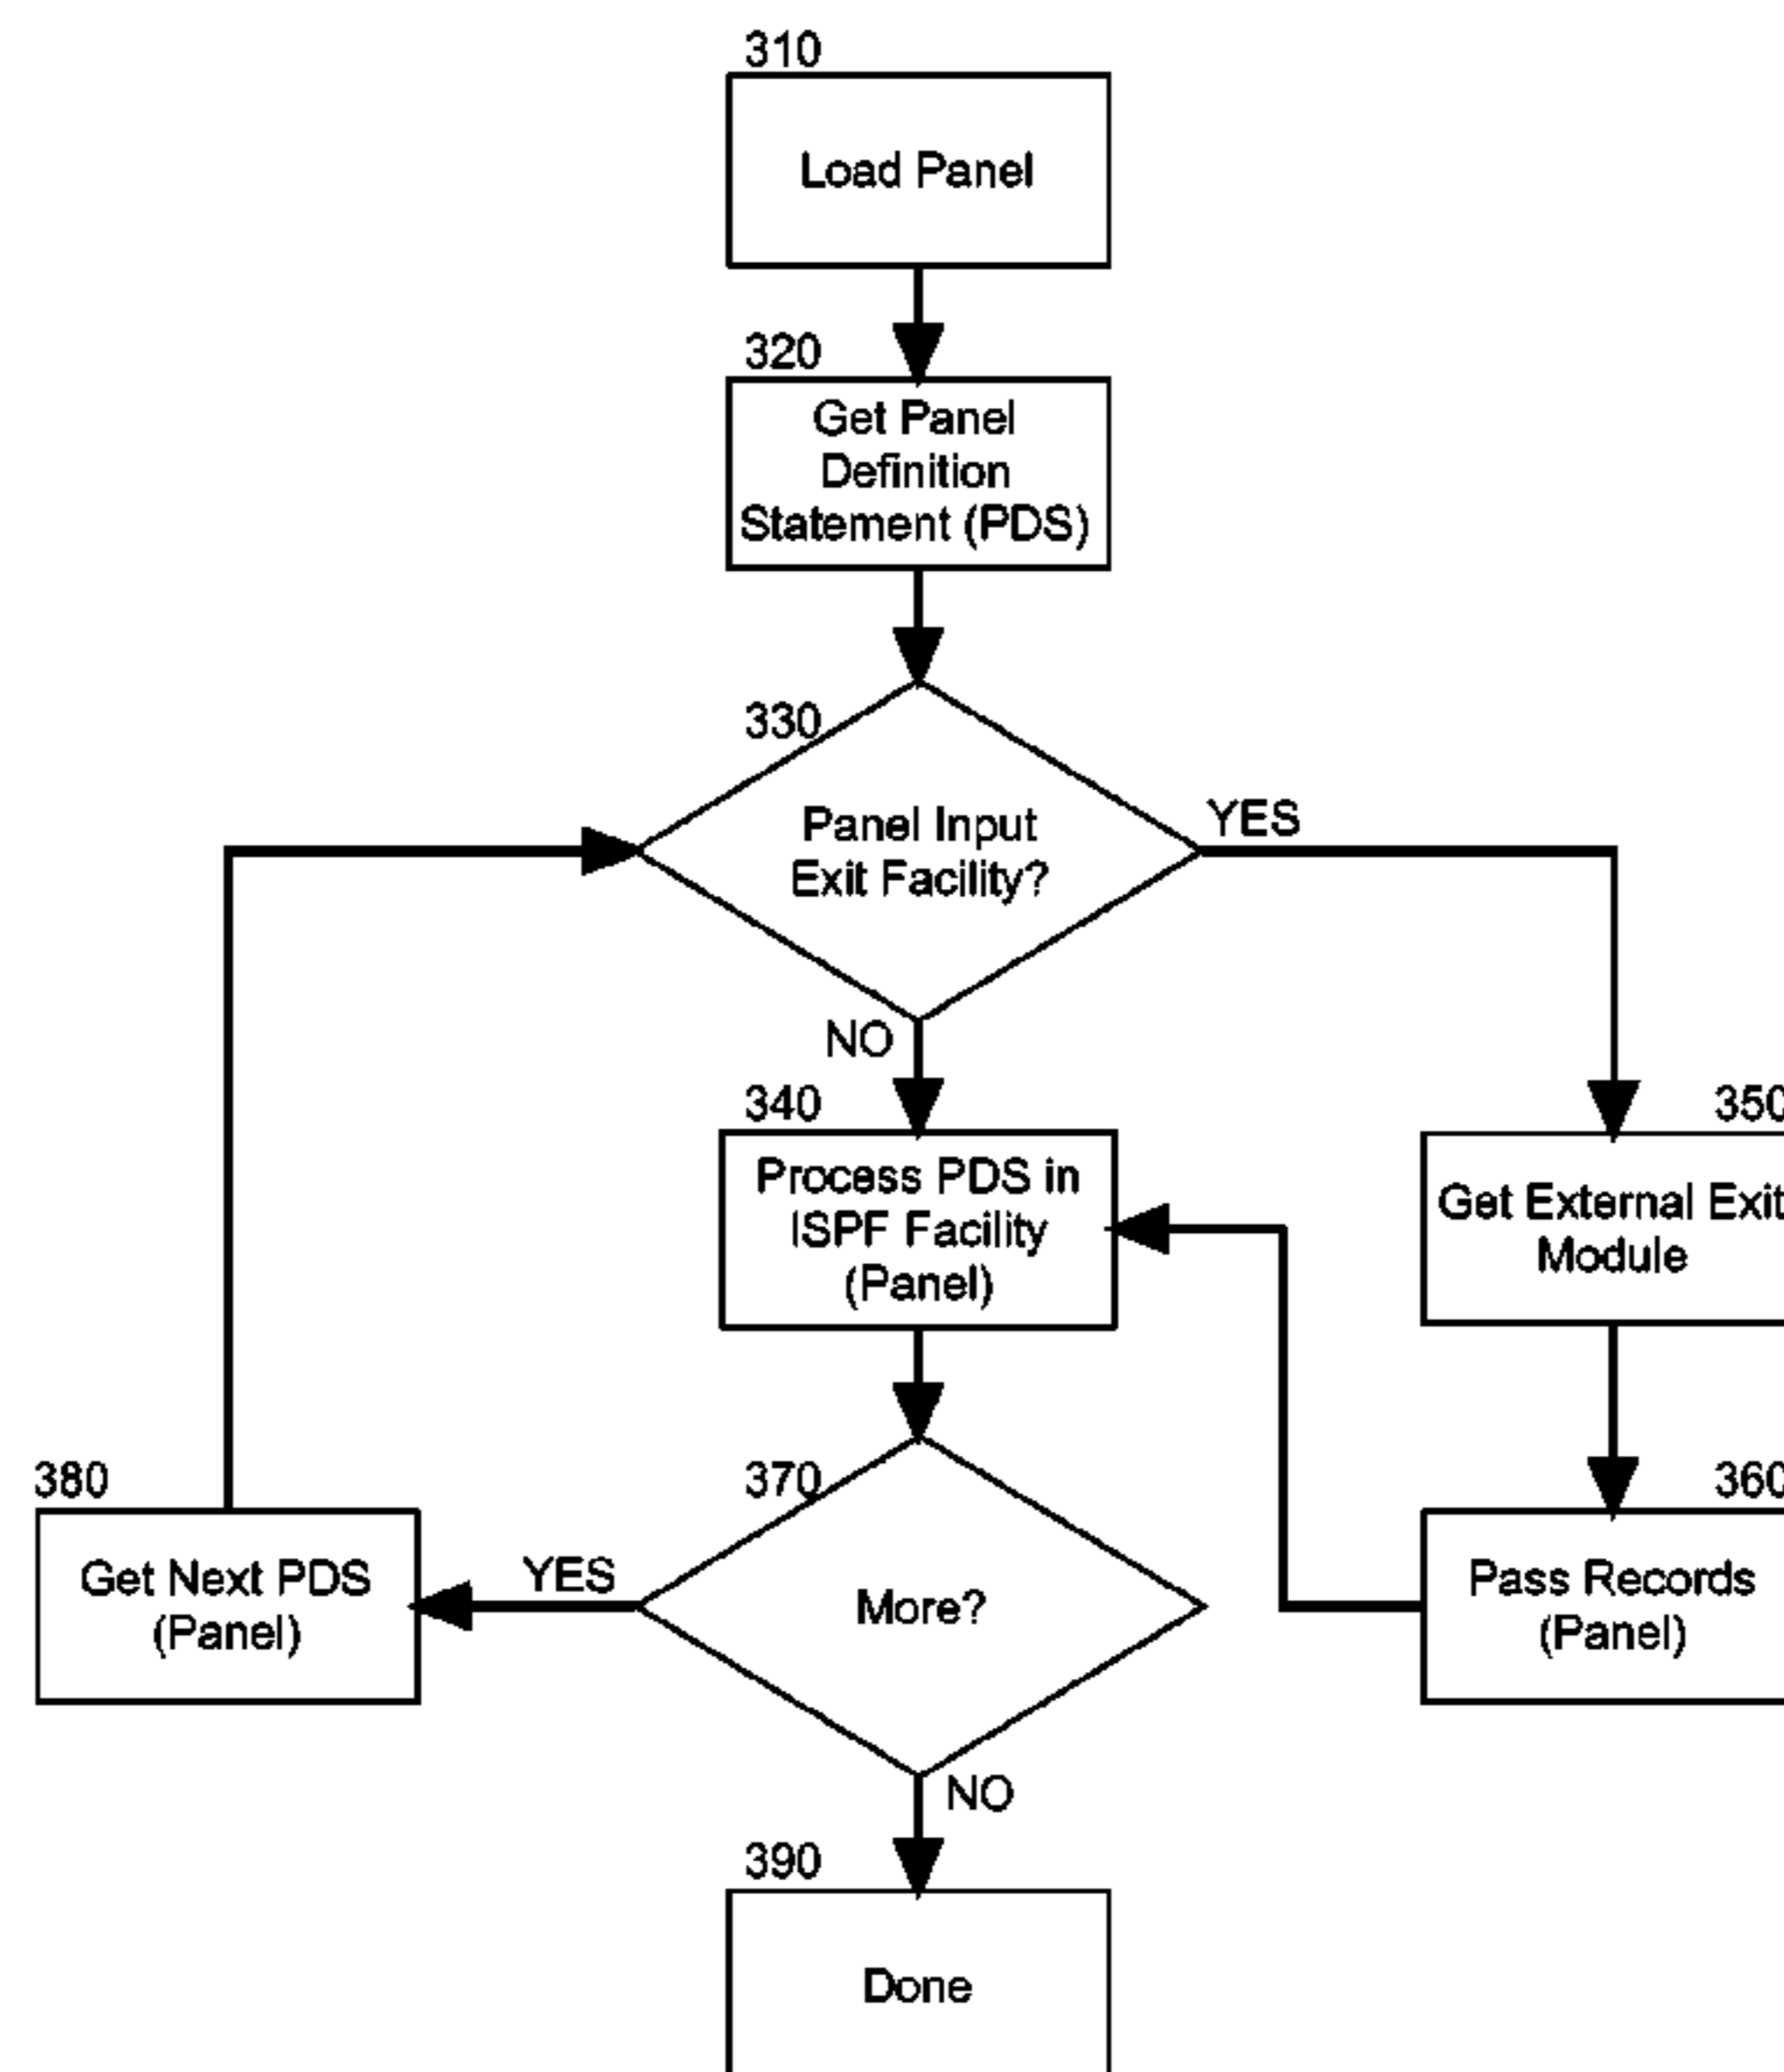 310
Load Panel
320
Get Panel
Definition
Statement (PDS)
330
Panel Input
Exit Facility?
YES
NO
340
Process PDS in
ISPF Facility
(Panel)
350
Get External Exit
Module
360
Pass Records
(Panel)
370
More?
YES
380
Get Next PDS
(Panel)
NO
390
Done